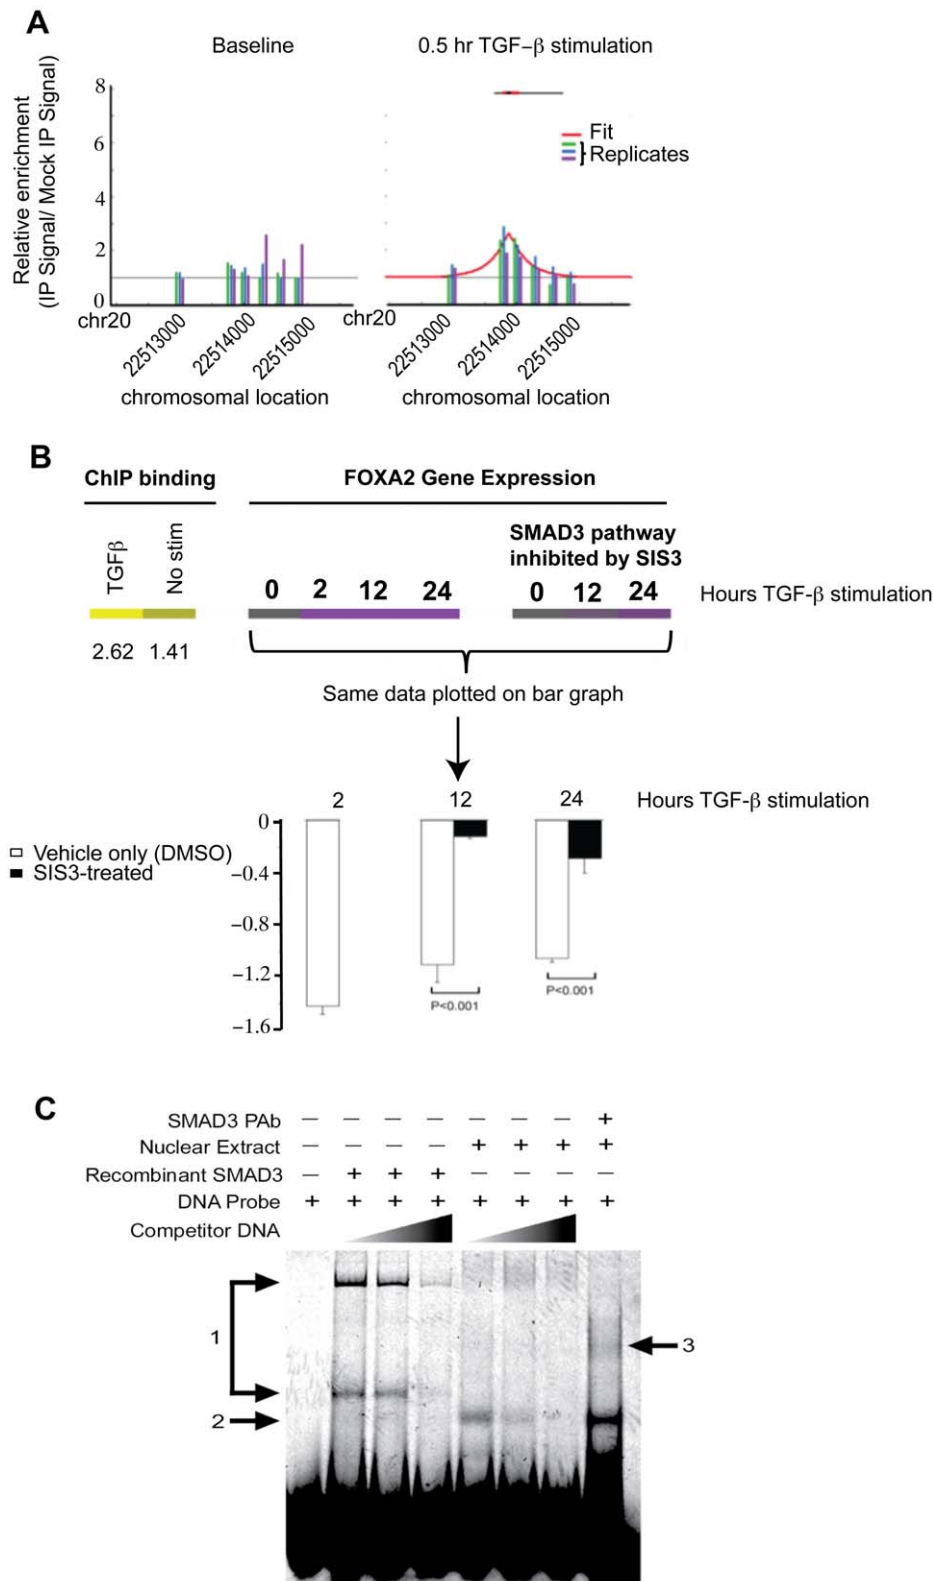 A
Baseline
0.5 hr TGF–β stimulation
Relative enrichment
(IP Signal/ Mock IP Signal)
8
6
4
2
0
Fit
Replicates
chr20
22513000
22514000
22515000
chr20
22513000
22514000
22515000
chromosomal location
chromosomal location
B
ChIP binding
FOXA2 Gene Expression
TGFβ
No stim
SMAD3 pathway
inhibited by SIS3
0 2 12 24
0 12 24
Hours TGF-β stimulation
2.62 1.41
Same data plotted on bar graph
2
12
24
Hours TGF-β stimulation
Vehicle only (DMSO)
SIS3-treated
0
−0.4
−0.8
−1.2
−1.6
P<0.001
P<0.001
C
SMAD3 PAb — — — — — — — +
Nuclear Extract — — — — + + + +
Recombinant SMAD3 — + + + — — — —
DNA Probe + + + + + + + +
Competitor DNA
1
2
3